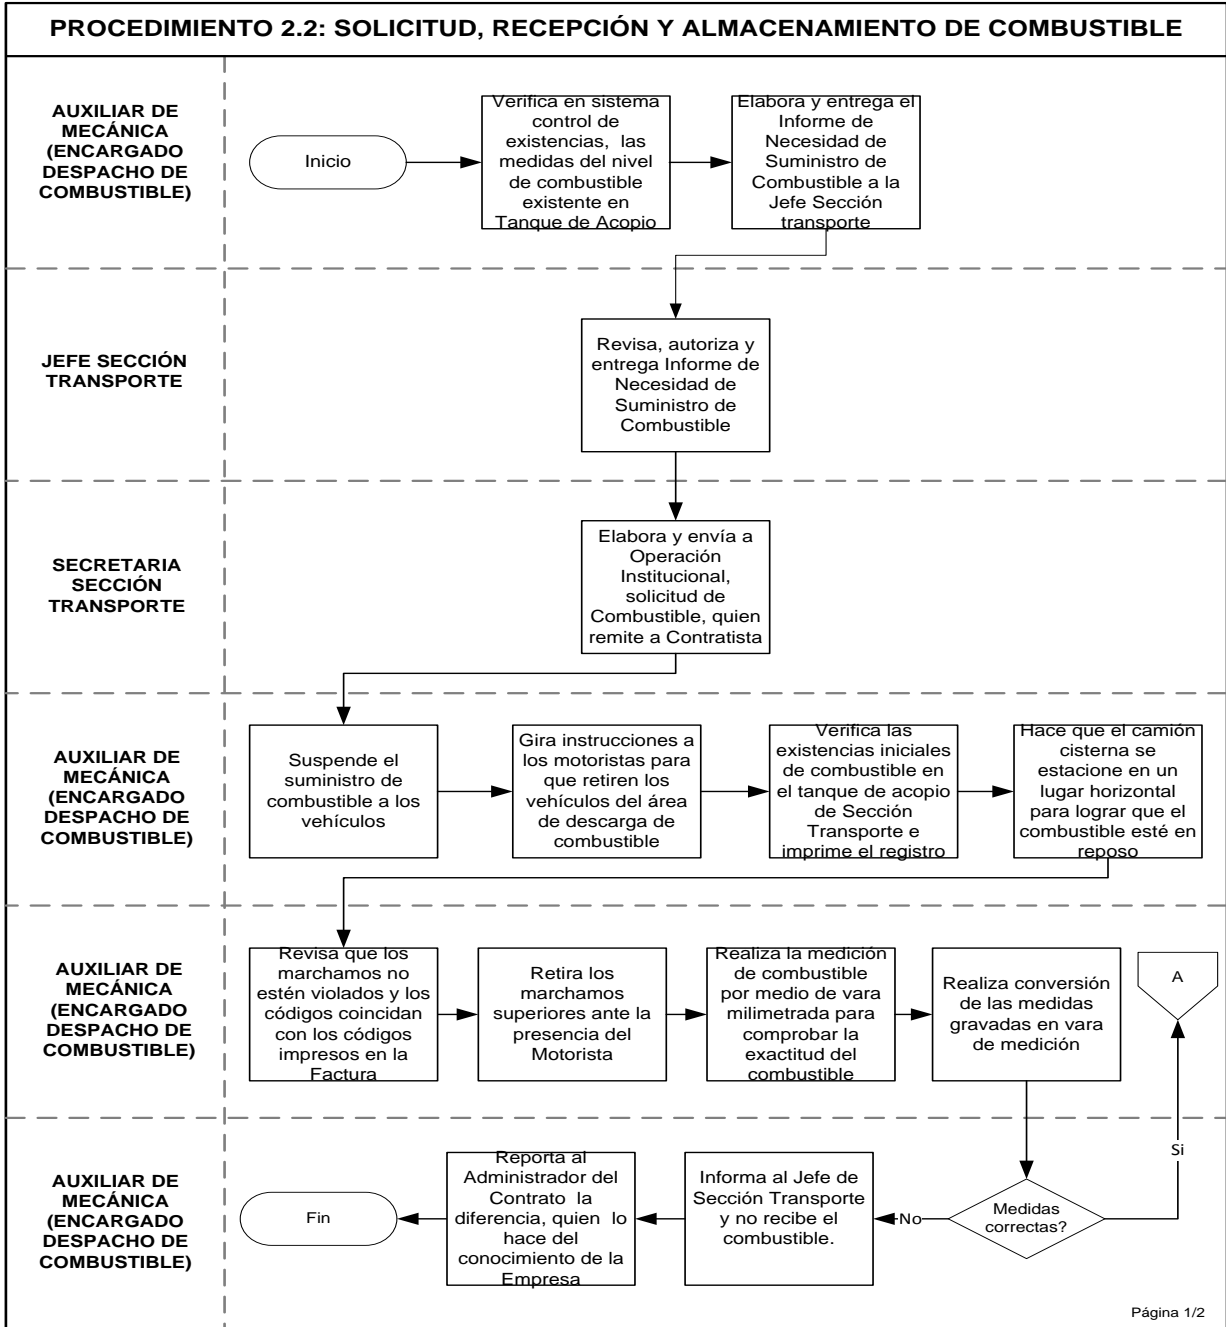 PROCEDIMIENTO 2.2: SOLICITUD, RECEPCIÓN Y ALMACENAMIENTO DE COMBUSTIBLE
AUXILIAR DE
MECÁNICA
(ENCARGADO
DESPACHO DE
COMBUSTIBLE)
Inicio
Verifica en sistema
control de
existencias, las
medidas del nivel
de combustible
existente en
Tanque de Acopio
Elabora y entrega el
Informe de
Necesidad de
Suministro de
Combustible a la
Jefe Sección
transporte
JEFE SECCIÓN
TRANSPORTE
Revisa, autoriza y
entrega Informe de
Necesidad de
Suministro de
Combustible
SECRETARIA
SECCIÓN
TRANSPORTE
Elabora y envía a
Operación
Institucional,
solicitud de
Combustible, quien
remite a Contratista
AUXILIAR DE
MECÁNICA
(ENCARGADO
DESPACHO DE
COMBUSTIBLE)
Suspende el
suministro de
combustible a los
vehículos
Gira instrucciones a
los motoristas para
que retiren los
vehículos del área
de descarga de
combustible
Verifica las
existencias iniciales
de combustible en
el tanque de acopio
de Sección
Transporte e
imprime el registro
Hace que el camión
cisterna se
estacione en un
lugar horizontal
para lograr que el
combustible esté en
reposo
AUXILIAR DE
MECÁNICA
(ENCARGADO
DESPACHO DE
COMBUSTIBLE)
Revisa que los
marchamos no
estén violados y los
códigos coincidan
con los códigos
impresos en la
Factura
Retira los
marchamos
superiores ante la
presencia del
Motorista
Realiza la medición
de combustible
por medio de vara
milimetrada para
comprobar la
exactitud del
combustible
Realiza conversión
de las medidas
gravadas en vara
de medición
A
Si
AUXILIAR DE
MECÁNICA
(ENCARGADO
DESPACHO DE
COMBUSTIBLE)
Fin
Reporta al
Administrador del
Contrato la
diferencia, quien lo
hace del
conocimiento de la
Empresa
Informa al Jefe de
Sección Transporte
y no recibe el
combustible.
No
Medidas
correctas?
Página 1/2